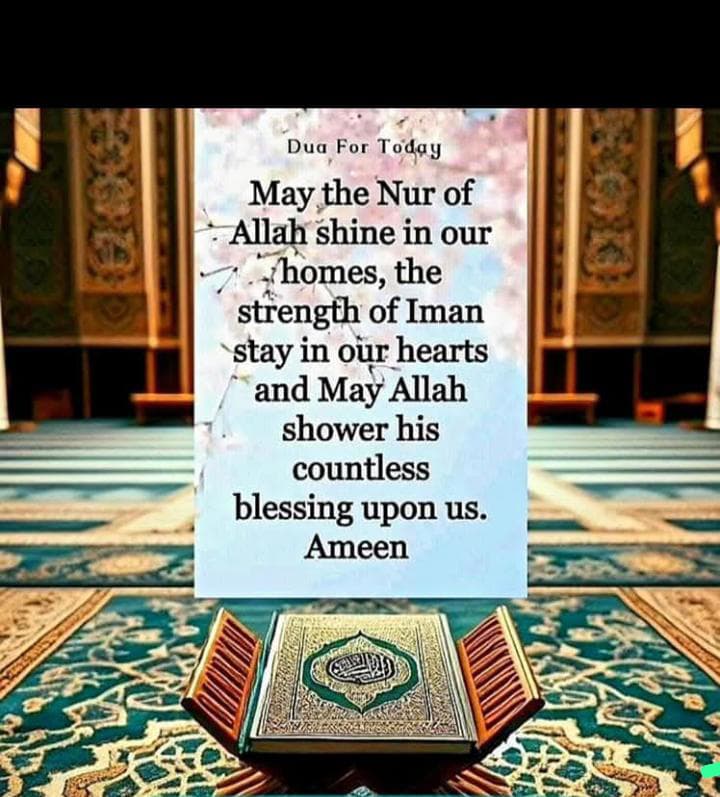 Dua For Today
May the Nur of
Allah shine in our
homes, the
strength of Iman
stay in our hearts
and May Allah
shower his
countless
blessing upon us.
Ameen